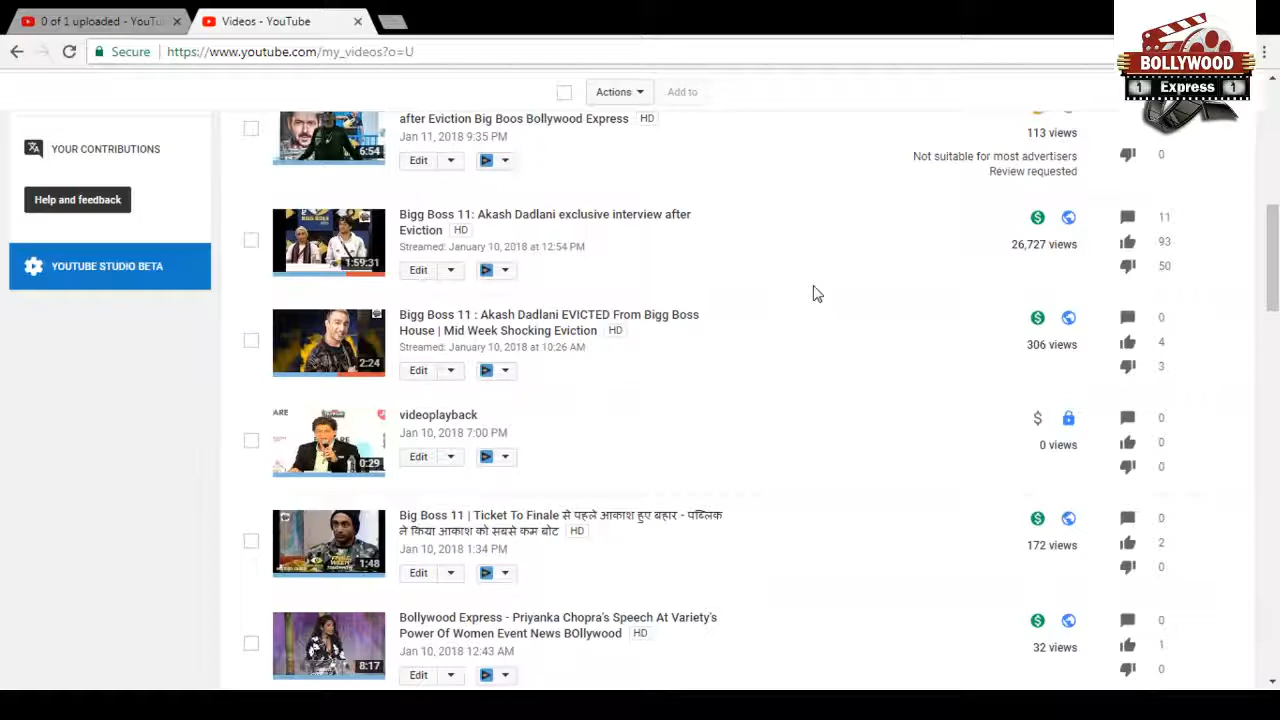 0 of 1 uploaded - YouTu
Videos - YouTube
Secure
https://www.youtube.com/my_videos?o=U
BOLLYWOOD
1 Express 1
Actions
Add to
YOUR CONTRIBUTIONS
Help and feedback
YOUTUBE STUDIO BETA
after Eviction Big Boos Bollywood Express HD
Jan 11, 2018 9:35 PM
6:54
Edit
113 views
Not suitable for most advertisers
Review requested
0
Bigg Boss 11: Akash Dadlani exclusive interview after
Eviction HD
Streamed: January 10, 2018 at 12:54 PM
1:59:31
Edit
26,727 views
11
93
50
Bigg Boss 11 : Akash Dadlani EVICTED From Bigg Boss
House | Mid Week Shocking Eviction HD
Streamed: January 10, 2018 at 10:26 AM
2:24
Edit
306 views
0
4
3
videoplayback
Jan 10, 2018 7:00 PM
ARE
0:29
Edit
0 views
0
0
0
Big Boss 11 | Ticket To Finale से पहले आकाश हुए बहार - पब्लिक
ले किया आकाश को सबसे कम बोट HD
Jan 10, 2018 1:34 PM
1:48
Edit
172 views
0
2
0
Bollywood Express - Priyanka Chopra's Speech At Variety's
Power Of Women Event News BOllywood HD
Jan 10, 2018 12:43 AM
8:17
Edit
32 views
0
1
0